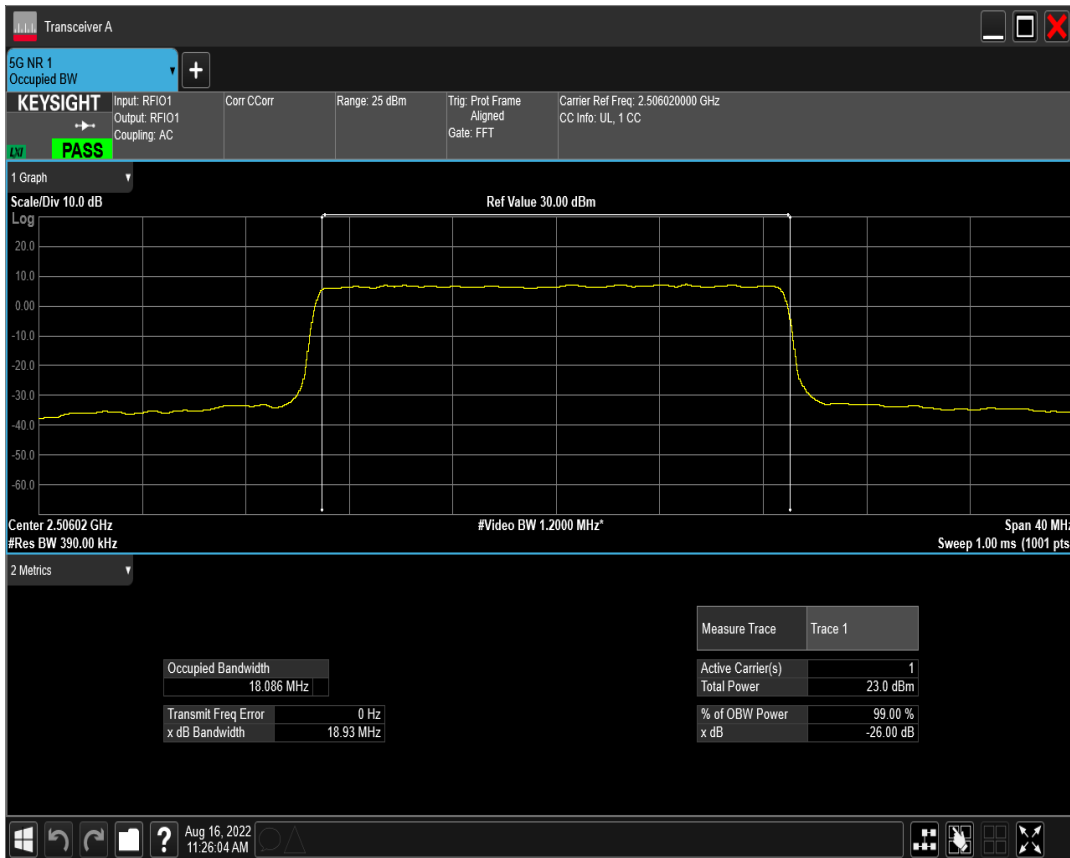 Transceiver A
5G NR 1
Occupied BW
+
KEYSIGHT
LXI
PASS
Input: RFIO1
Output: RFIO1
Coupling: AC
Corr CCorr
Range: 25 dBm
Trig: Prot Frame
Aligned
Gate: FFT
Carrier Ref Freq: 2.506020000 GHz
CC Info: UL, 1 CC
1 Graph
Scale/Div 10.0 dB
Ref Value 30.00 dBm
Log
20.0
10.0
0.00
-10.0
-20.0
-30.0
-40.0
-50.0
-60.0
Center 2.50602 GHz
#Video BW 1.2000 MHz*
Span 40 MHz
#Res BW 390.00 kHz
Sweep 1.00 ms (1001 pts
2 Metrics
Measure Trace Trace 1
Occupied Bandwidth
18.086 MHz
Active Carrier(s) 1
Total Power 23.0 dBm
Transmit Freq Error 0 Hz
x dB Bandwidth 18.93 MHz
% of OBW Power 99.00 %
x dB -26.00 dB
?
Aug 16, 2022
11:26:04 AM